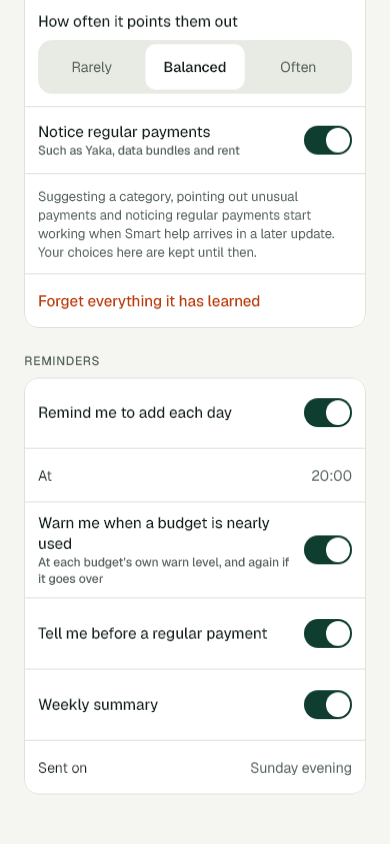 How often it points them out
Rarely
Balanced
Often
Notice regular payments
Such as Yaka, data bundles and rent
Suggesting a category, pointing out unusual
payments and noticing regular payments start
working when Smart help arrives in a later update.
Your choices here are kept until then.
Forget everything it has learned
REMINDERS
Remind me to add each day
At
20:00
Warn me when a budget is nearly
used
At each budget's own warn level, and again if
it goes over
Tell me before a regular payment
Weekly summary
Sent on
Sunday evening